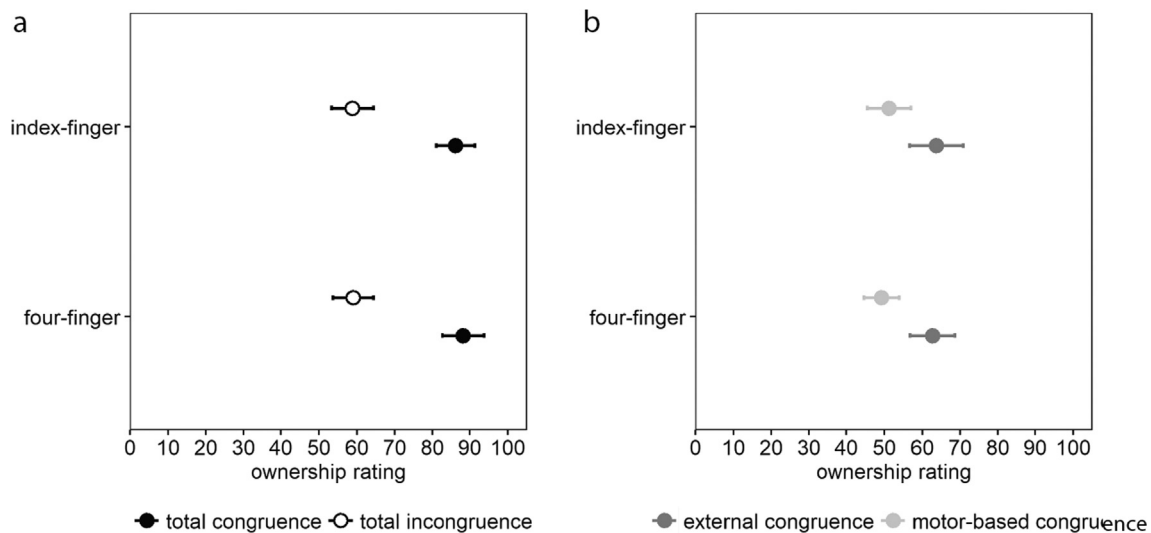 a
index-finger
four-finger
0 10 20 30 40 50 60 70 80 90 100
ownership rating
total congruence total incongruence
b
index-finger
four-finger
0 10 20 30 40 50 60 70 80 90 100
ownership rating
external congruence motor-based congruence